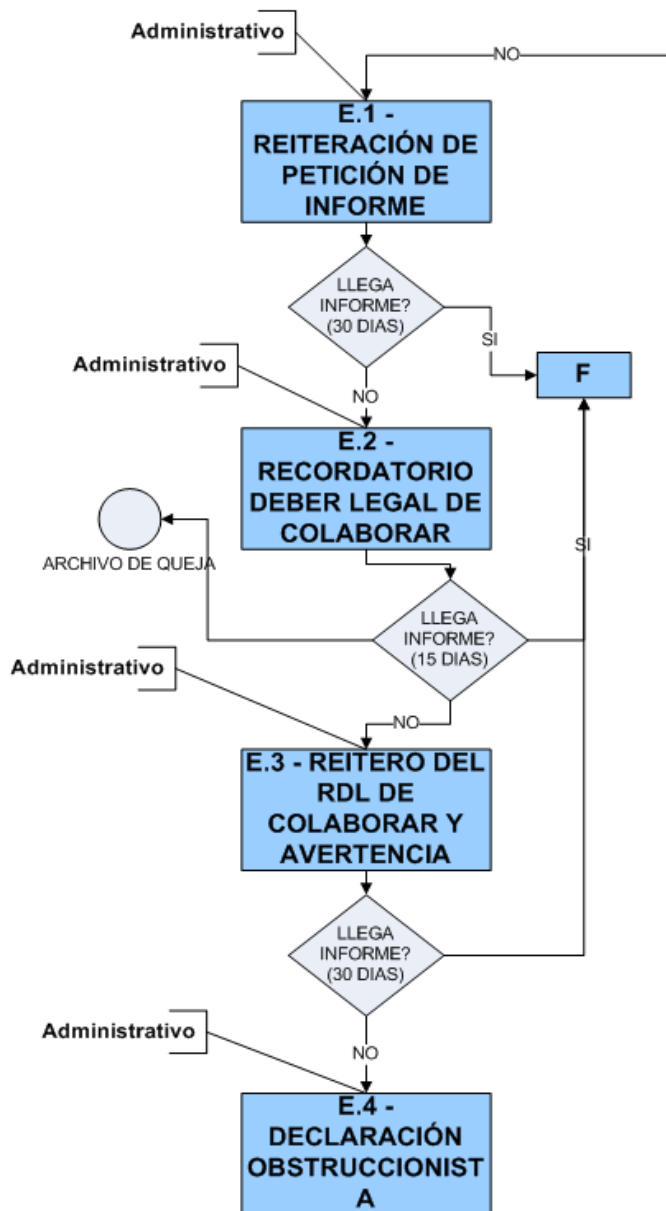 Administrativo
NO
E.1 -
REITERACIÓN DE
PETICIÓN DE
INFORME
LLEGA
INFORME?
(30 DIAS)
SI
Administrativo
F
NO
E.2 -
RECORDATORIO
DEBER LEGAL DE
COLABORAR
SI
ARCHIVO DE QUEJA
LLEGA
INFORME?
(15 DIAS)
Administrativo
NO
E.3 - REITERO DEL
RDL DE
COLABORAR Y
AVERTENCIA
LLEGA
INFORME?
(30 DIAS)
Administrativo
NO
E.4 -
DECLARACIÓN
OBSTRUCCIONIST
A